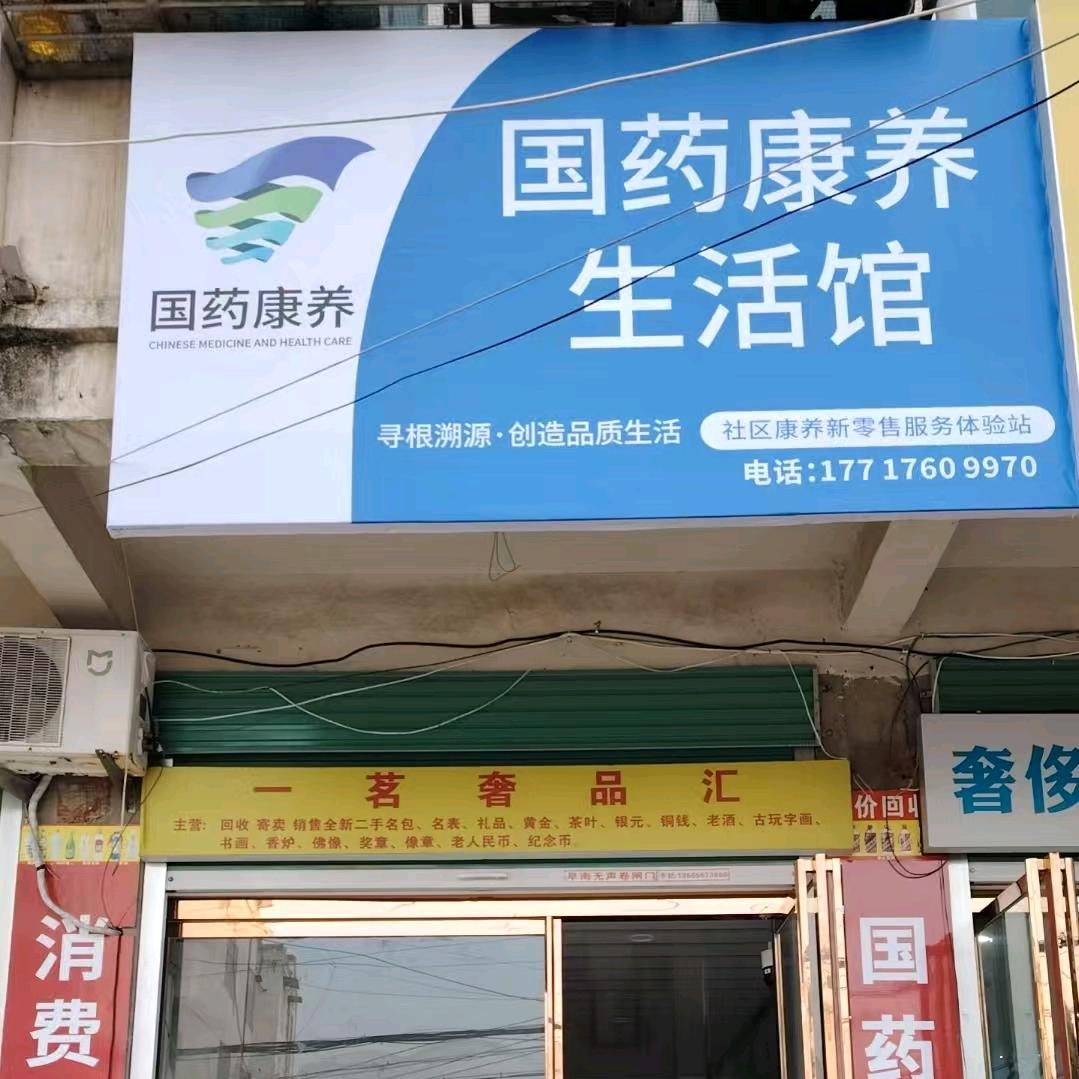 国药康养
生活馆
国药康养
CHINESE MEDICINE AND HEALTH CARE
寻根溯源·创造品质生活
社区康养新零售服务体验站
电话:177 1760 9970
一茗奢品汇
主营: 回收 寄卖 销售全新二手名包、名表、礼品、黄金、茶叶、银元、铜钱、老酒、古玩字画、
书画、香炉、佛像、奖章、像章、老人民币、纪念币
价回收
奢侈
消费
国药